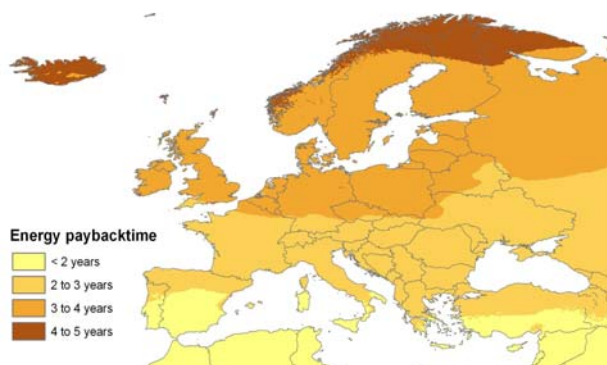 Energy paybacktime
< 2 years
2 to 3 years
3 to 4 years
4 to 5 years